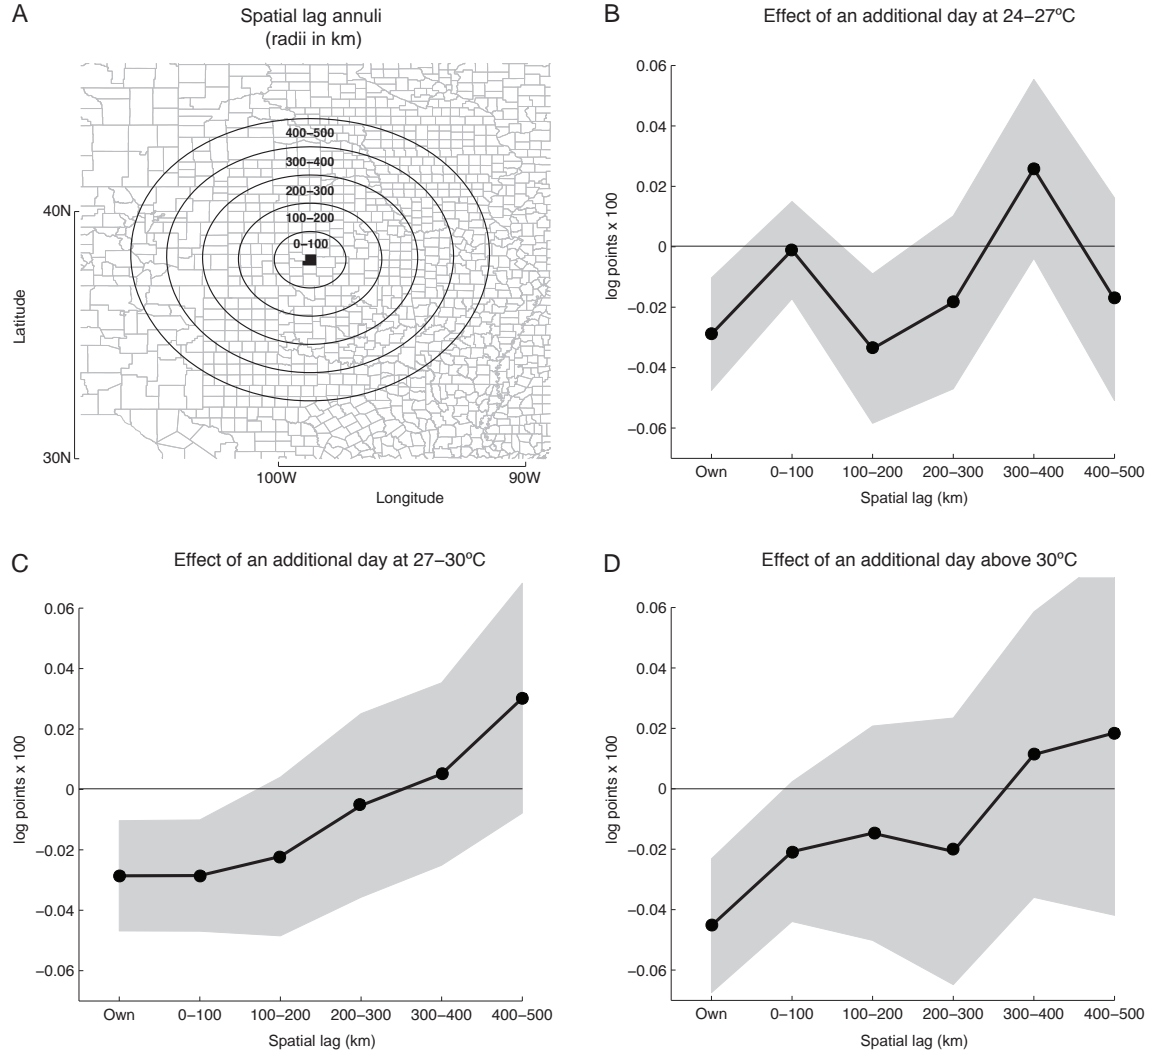 A
Spatial lag annuli
(radii in km)
400–500
300–400
200–300
100–200
0–100
40N
30N
Latitude
100W
90W
Longitude
B
Effect of an additional day at 24–27ºC
0.06
0.04
0.02
0
−0.02
−0.04
−0.06
log points x 100
Own
0–100
100–200
200–300
300–400
400–500
Spatial lag (km)
C
Effect of an additional day at 27–30ºC
0.06
0.04
0.02
0
−0.02
−0.04
−0.06
log points x 100
Own
0–100
100–200
200–300
300–400
400–500
Spatial lag (km)
D
Effect of an additional day above 30ºC
0.06
0.04
0.02
0
−0.02
−0.04
−0.06
log points x 100
Own
0–100
100–200
200–300
300–400
400–500
Spatial lag (km)